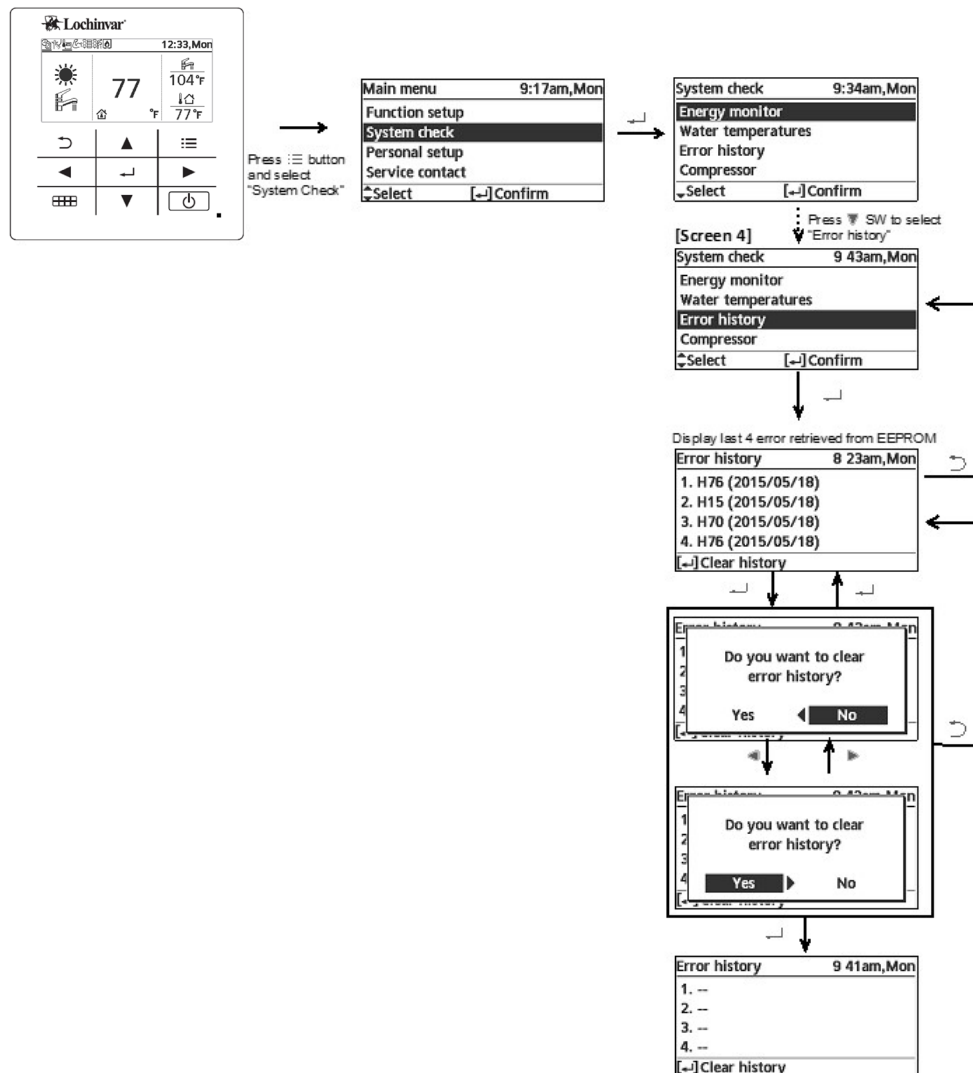 Lochinvar
12:33,Mon
104°F
77
°F
77°F
Press button
and select
"System Check"
Main menu 9:17am,Mon
Function setup
System check
Personal setup
Service contact
Select [↵]Confirm
System check 9:34am,Mon
Energy monitor
Water temperatures
Error history
Compressor
Select [↵]Confirm
Press ▼ SW to select
"Error history"
[Screen 4]
System check 9 43am,Mon
Energy monitor
Water temperatures
Error history
Compressor
Select [↵]Confirm
Display last 4 error retrieved from EEPROM
Error history 8 23am,Mon
1. H76 (2015/05/18)
2. H15 (2015/05/18)
3. H70 (2015/05/18)
4. H76 (2015/05/18)
[↵]Clear history
Do you want to clear
error history?
Yes ◀ No
Do you want to clear
error history?
Yes ▶ No
Error history 9 41am,Mon
1. --
2. --
3. --
4. --
[↵]Clear history